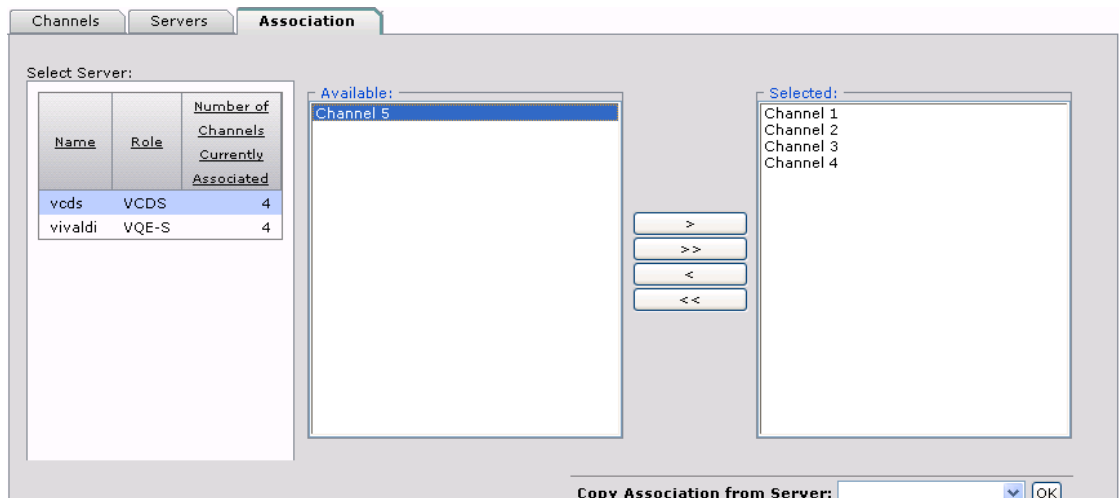 Channels Servers Association
Select Server:
Name Role Number of Channels Currently Associated
vcds VCDS 4
vivaldi VQE-S 4
Available:
Channel 5
>
>>
<
<<
Selected:
Channel 1
Channel 2
Channel 3
Channel 4
Copy Association from Server: OK